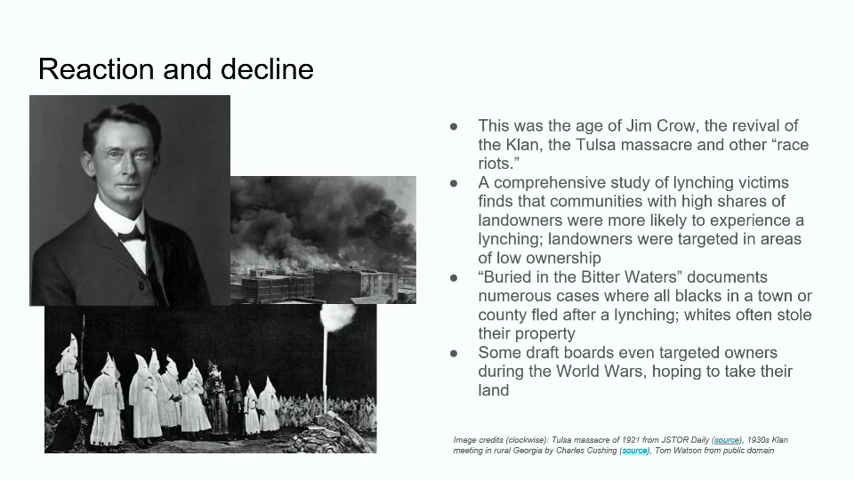 Reaction and decline
● This was the age of Jim Crow, the revival of
the Klan, the Tulsa massacre and other “race
riots.”
● A comprehensive study of lynching victims
finds that communities with high shares of
landowners were more likely to experience a
lynching; landowners were targeted in areas
of low ownership
● “Buried in the Bitter Waters” documents
numerous cases where all blacks in a town or
county fled after a lynching; whites often stole
their property
● Some draft boards even targeted owners
during the World Wars, hoping to take their
land
Image credits (clockwise): Tulsa massacre of 1921 from JSTOR Daily (source), 1930s Klan
meeting in rural Georgia by Charles Cushing (source), Tom Watson from public domain